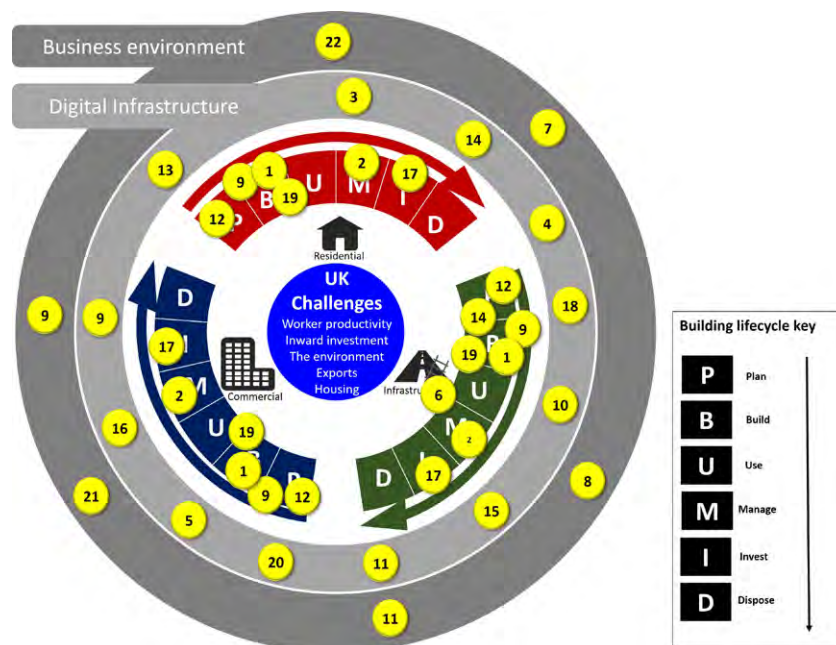 Business environment
Digital Infrastructure
22
3
7
14
13
4
9
9
18
10
16
8
21
15
5
20
11
11
12
9
1
19
2
17
P
B
U
M
I
D
Residential
UK
Challenges
Worker productivity
Inward investment
The environment
Exports
Housing
Commercial
D
I
M
U
B
P
17
2
19
1
9
12
12
14
9
19
1
6
2
17
B
U
M
I
D
Building lifecycle key
P Plan
B Build
U Use
M Manage
I Invest
D Dispose